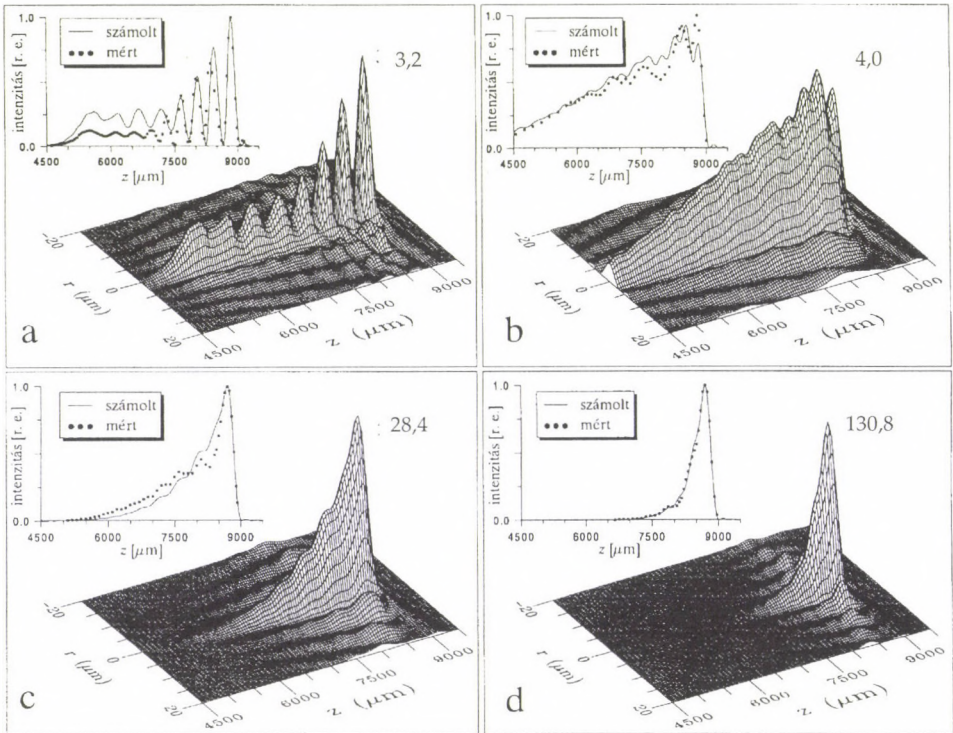 1.0
intenzitás [r. e.]
0.0
számolt
mért
4500
6000
7500
9000
z [µm]
: 3,2
-20
r (µm)
0
20
4500
6000
7500
9000
z (µm)
a
1.0
intenzitás [r. e.]
0.0
számolt
mért
4500
6000
7500
9000
z [µm]
4,0
-20
r (µm)
0
20
4500
6000
7500
9000
z (µm)
b
1.0
intenzitás [r. e.]
0.0
számolt
mért
4500
6000
7500
9000
z [µm]
: 28,4
-20
r (µm)
0
20
4500
6000
7500
9000
z (µm)
c
1.0
intenzitás [r. e.]
0.0
számolt
mért
4500
6000
7500
9000
z [µm]
130,8
-20
r (µm)
0
20
4500
6000
7500
9000
z (µm)
d